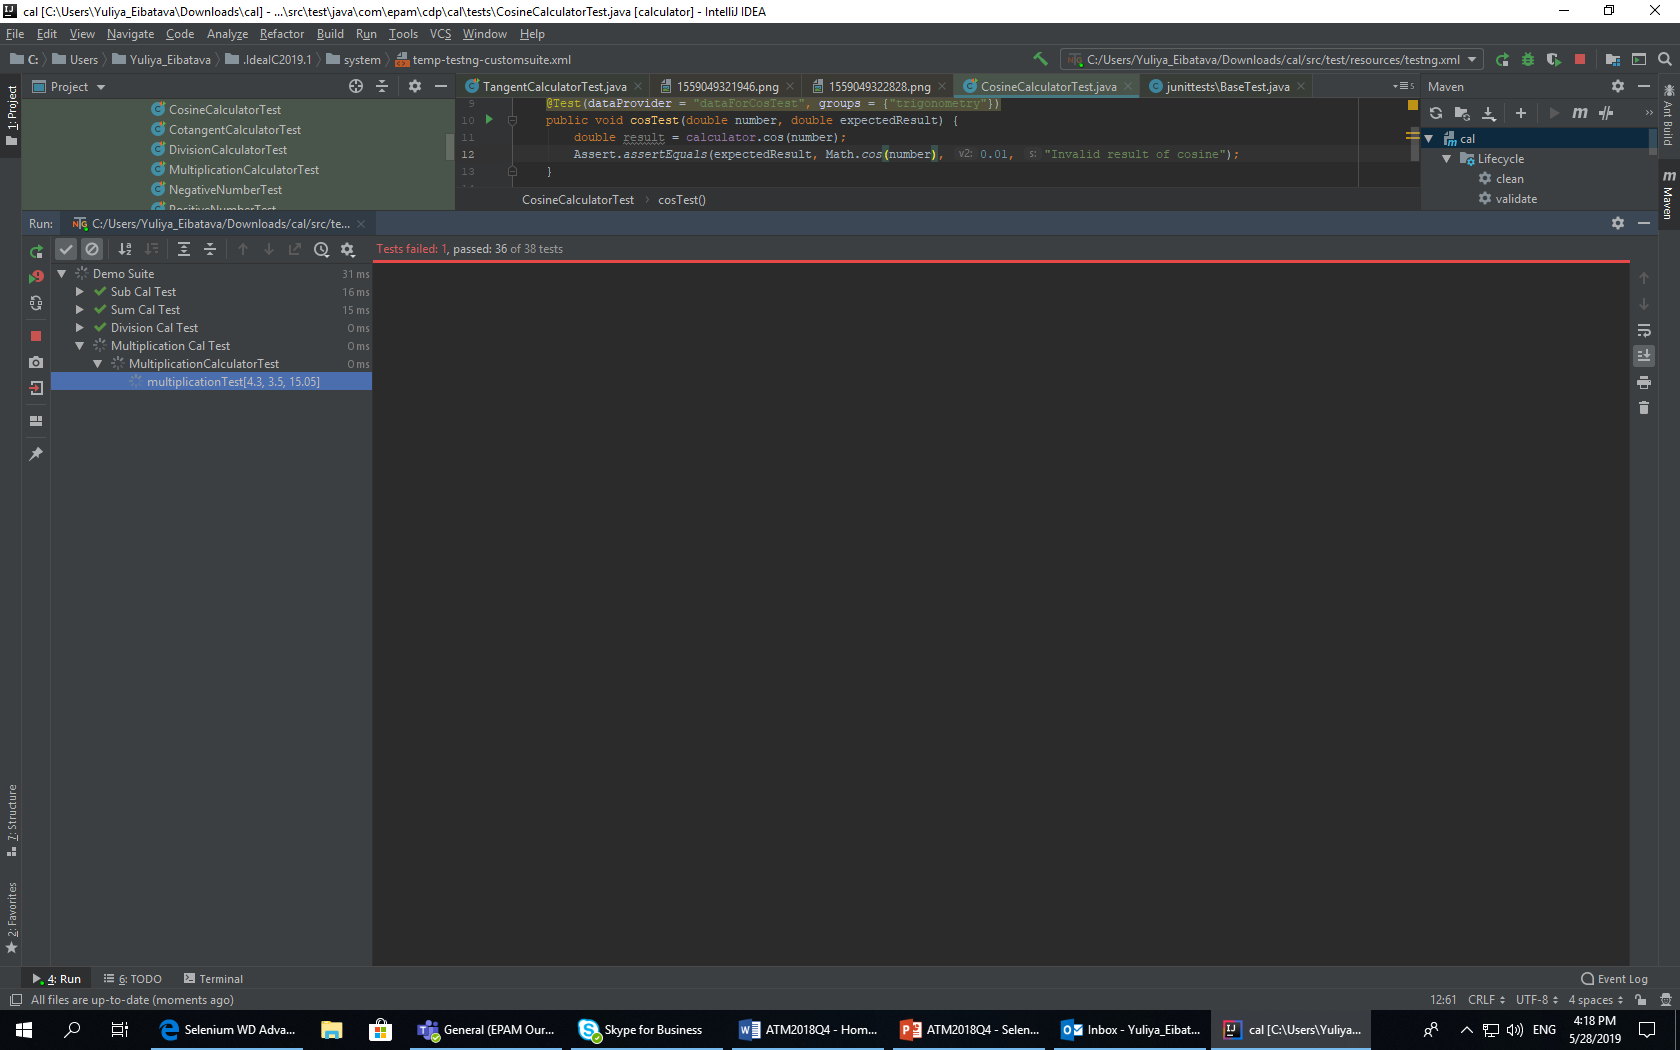 cal [C:\Users\Yuliya_Eibatava\Downloads\cal] - ...\src\test\java\com\epam\cdp\cal\tests\CosineCalculatorTest.java [calculator] - IntelliJ IDEA
File Edit View Navigate Code Analyze Refactor Build Run Tools VCS Window Help
C: Users Yuliya_Eibatava .IdeaIC2019.1 system temp-testng-customsuite.xml C:/Users/Yuliya_Eibatava/Downloads/cal/src/test/resources/testng.xml
1: Project
Project
CosineCalculatorTest
CotangentCalculatorTest
DivisionCalculatorTest
MultiplicationCalculatorTest
NegativeNumberTest
PositiveNumberTest
TangentCalculatorTest.java 1559049321946.png 1559049322828.png CosineCalculatorTest.java junittests\BaseTest.java
9 @Test(dataProvider = "dataForCosTest", groups = {"trigonometry"})
10 public void cosTest(double number, double expectedResult) {
11 double result = calculator.cos(number);
12 Assert.assertEquals(expectedResult, Math.cos(number), v2: 0.01, s: "Invalid result of cosine");
13 }
CosineCalculatorTest cosTest()
Maven
cal
Lifecycle
clean
validate
Ant Build
Maven
Run: C:/Users/Yuliya_Eibatava/Downloads/cal/src/te...
Tests failed: 1, passed: 36 of 38 tests
Demo Suite 31 ms
Sub Cal Test 16 ms
Sum Cal Test 15 ms
Division Cal Test 0 ms
Multiplication Cal Test 0 ms
MultiplicationCalculatorTest 0 ms
multiplicationTest[4.3, 3.5, 15.05]
7: Structure
2: Favorites
4: Run 6: TODO Terminal Event Log
All files are up-to-date (moments ago) 12:61 CRLF UTF-8 4 spaces
Selenium WD Adva... General (EPAM Our... Skype for Business ATM2018Q4 - Hom... ATM2018Q4 - Selen... Inbox - Yuliya_Eibat... cal [C:\Users\Yuliya... ENG 4:18 PM
5/28/2019